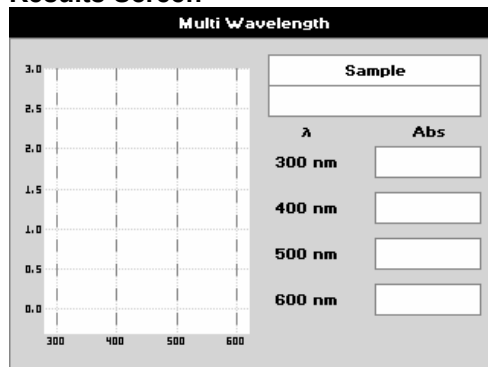 Results Screen
Multi Wavelength
3.0
2.5
2.0
1.5
1.0
0.5
0.0
300 400 500 600
Sample
λ Abs
300 nm
400 nm
500 nm
600 nm